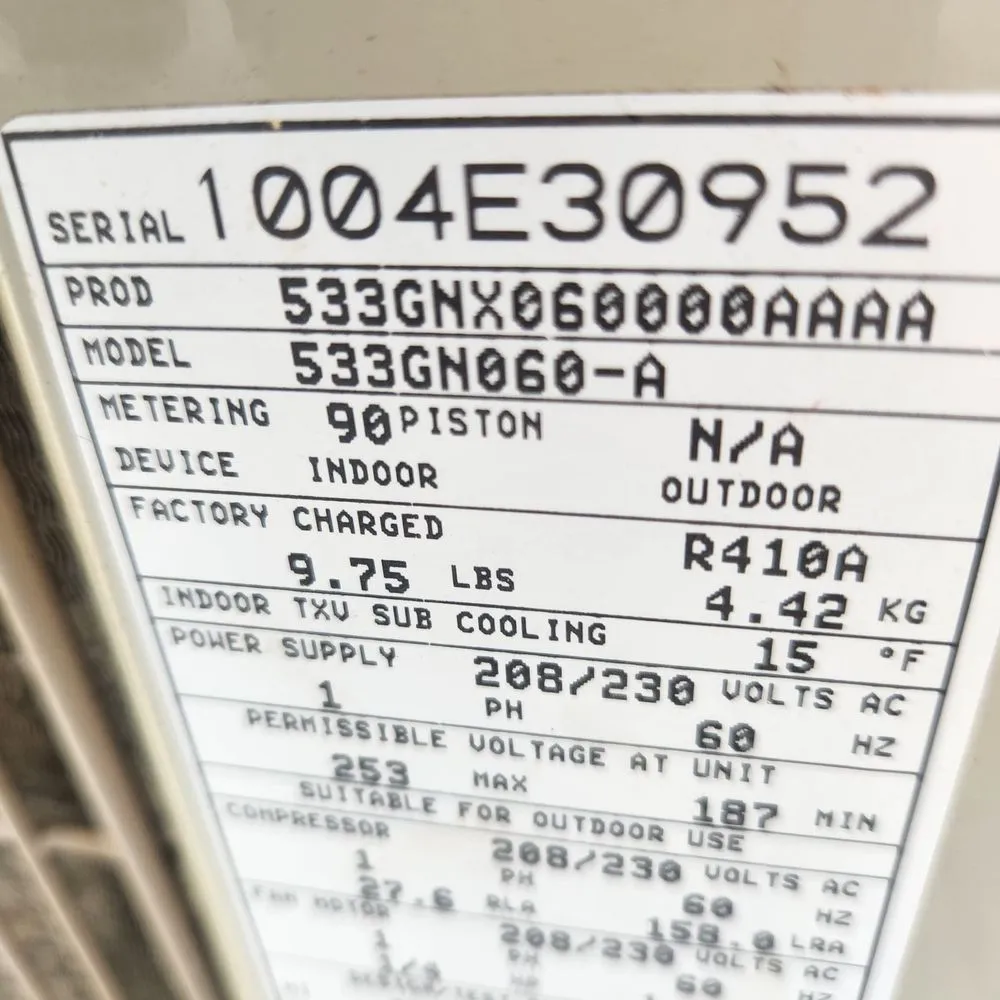 SERIAL 1004E30952
PROD 533GNX060000AAAA
MODEL 533GN060-A
METERING 90 PISTON N/A
DEVICE INDOOR OUTDOOR
FACTORY CHARGED R410A
9.75 LBS 4.42 KG
INDOOR TXV SUB COOLING 15 °F
POWER SUPPLY 208/230 VOLTS AC
1 PH 60 HZ
PERMISSIBLE VOLTAGE AT UNIT
253 MAX 187 MIN
SUITABLE FOR OUTDOOR USE
COMPRESSOR 208/230 VOLTS AC
1 PH 60 HZ
27.6 RLA 158.0 LRA
FAN MOTOR 208/230 VOLTS AC
1 PH 60 HZ
HP